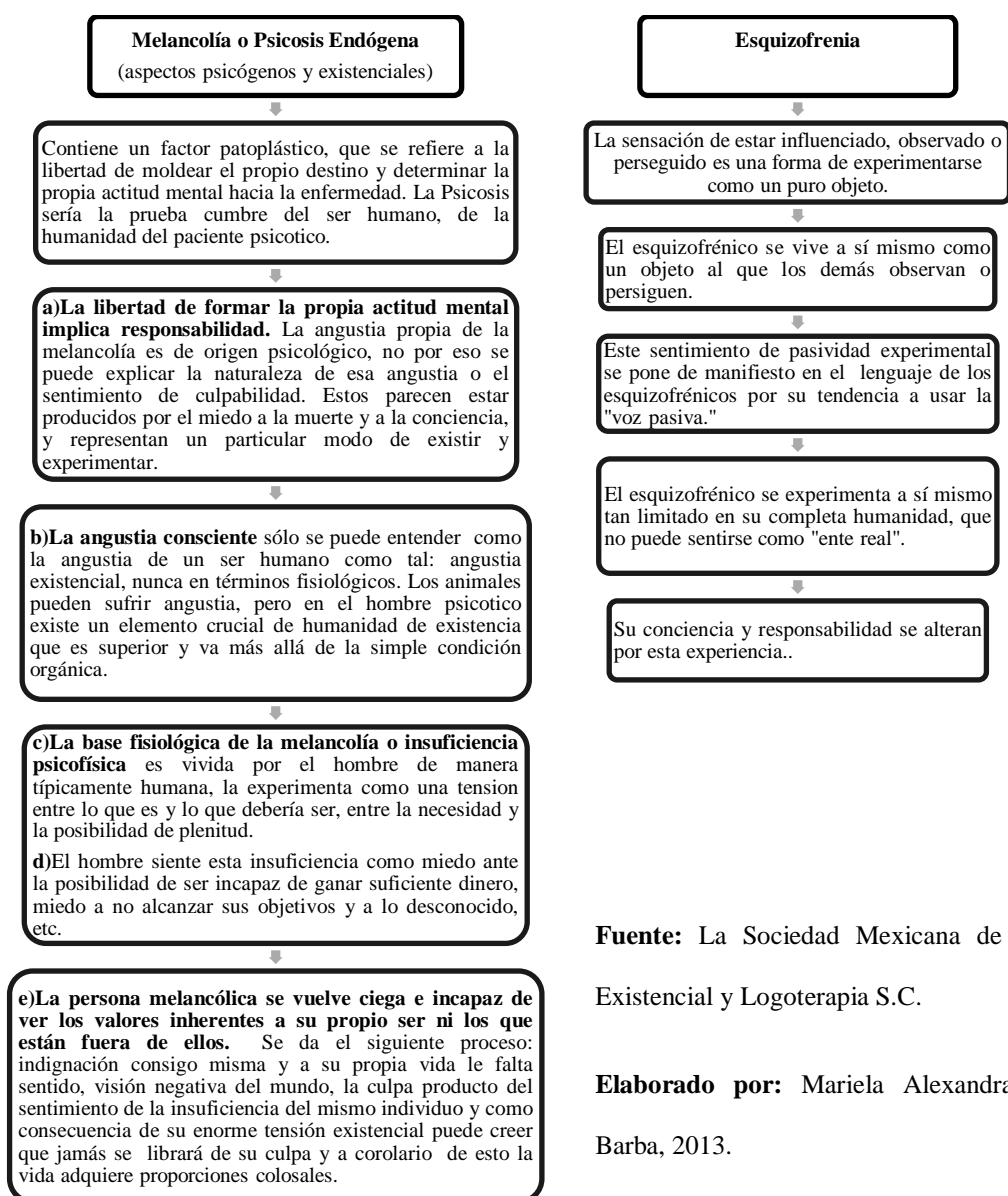 Melancolía o Psicosis Endógena
(aspectos psicógenos y existenciales)
Contiene un factor patoplástico, que se refiere a la
libertad de moldear el propio destino y determinar la
propia actitud mental hacia la enfermedad. La Psicosis
sería la prueba cumbre del ser humano, de la
humanidad del paciente psicotico.
a)La libertad de formar la propia actitud mental
implica responsabilidad. La angustia propia de la
melancolía es de origen psicológico, no por eso se
puede explicar la naturaleza de esa angustia o el
sentimiento de culpabilidad. Estos parecen estar
producidos por el miedo a la muerte y a la conciencia,
y representan un particular modo de existir y
experimentar.
b)La angustia consciente sólo se puede entender como
la angustia de un ser humano como tal: angustia
existencial, nunca en términos fisiológicos. Los animales
pueden sufrir angustia, pero en el hombre psicotico
existe un elemento crucial de humanidad de existencia
que es superior y va más allá de la simple condición
orgánica.
c)La base fisiológica de la melancolía o insuficiencia
psicofísica es vivida por el hombre de manera
típicamente humana, la experimenta como una tension
entre lo que es y lo que debería ser, entre la necesidad y
la posibilidad de plenitud.
d)El hombre siente esta insuficiencia como miedo ante
la posibilidad de ser incapaz de ganar suficiente dinero,
miedo a no alcanzar sus objetivos y a lo desconocido,
etc.
e)La persona melancólica se vuelve ciega e incapaz de
ver los valores inherentes a su propio ser ni los que
están fuera de ellos. Se da el siguiente proceso:
indignación consigo misma y a su propia vida le falta
sentido, visión negativa del mundo, la culpa producto del
sentimiento de la insuficiencia del mismo individuo y como
consecuencia de su enorme tensión existencial puede creer
que jamás se librará de su culpa y a corolario de esto la
vida adquiere proporciones colosales.
Esquizofrenia
La sensación de estar influenciado, observado o
perseguido es una forma de experimentarse
como un puro objeto.
El esquizofrénico se vive a sí mismo como
un objeto al que los demás observan o
persiguen.
Este sentimiento de pasividad experimental
se pone de manifiesto en el lenguaje de los
esquizofrénicos por su tendencia a usar la
"voz pasiva."
El esquizofrénico se experimenta a sí mismo
tan limitado en su completa humanidad, que
no puede sentirse como "ente real".
Su conciencia y responsabilidad se alteran
por esta experiencia..
Fuente: La Sociedad Mexicana de
Existencial y Logoterapia S.C.
Elaborado por: Mariela Alexandra
Barba, 2013.